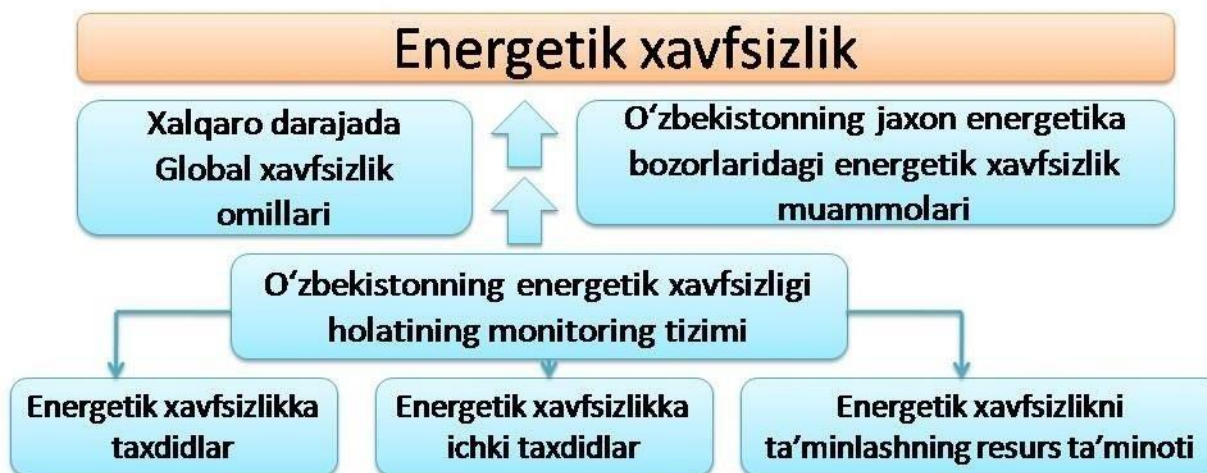 Energetik xavfsizlik
Xalqaro darajada
Global xavfsizlik
omillari
O‘zbekistonning jaxon energetika
bozorlaridagi energetik xavfsizlik
muammolari
O‘zbekistonning energetik xavfsizligi
holatining monitoring tizimi
Energetik xavfsizlikka
taxdidlar
Energetik xavfsizlikka
ichki taxdidlar
Energetik xavfsizlikni
ta’minlashning resurs ta’minoti